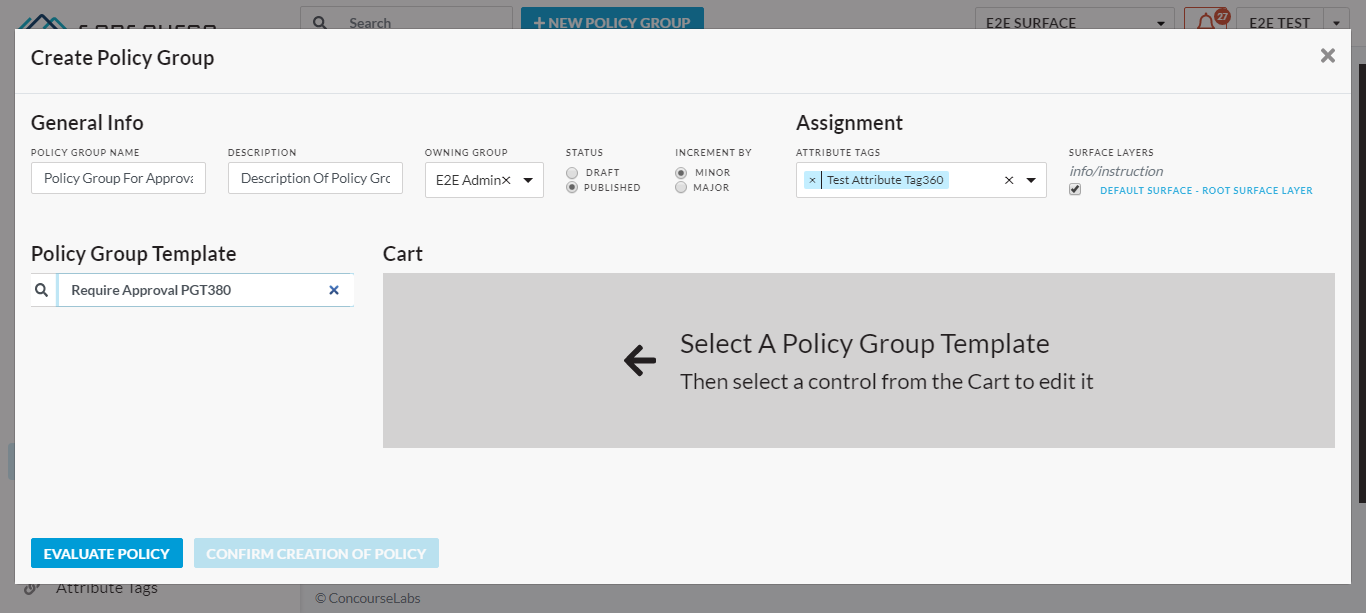 Search
+ NEW POLICY GROUP
E2E SURFACE
27
E2E TEST
Create Policy Group
General Info
Assignment
POLICY GROUP NAME
DESCRIPTION
OWNING GROUP
STATUS
INCREMENT BY
ATTRIBUTE TAGS
SURFACE LAYERS
Policy Group For Approva
Description Of Policy Grc
E2E Admin×
DRAFT
PUBLISHED
MINOR
MAJOR
× Test Attribute Tag360
info/instruction
DEFAULT SURFACE - ROOT SURFACE LAYER
Policy Group Template
Cart
Require Approval PGT380
Select A Policy Group Template
Then select a control from the Cart to edit it
EVALUATE POLICY
CONFIRM CREATION OF POLICY
Attribute Tags
© ConcourseLabs